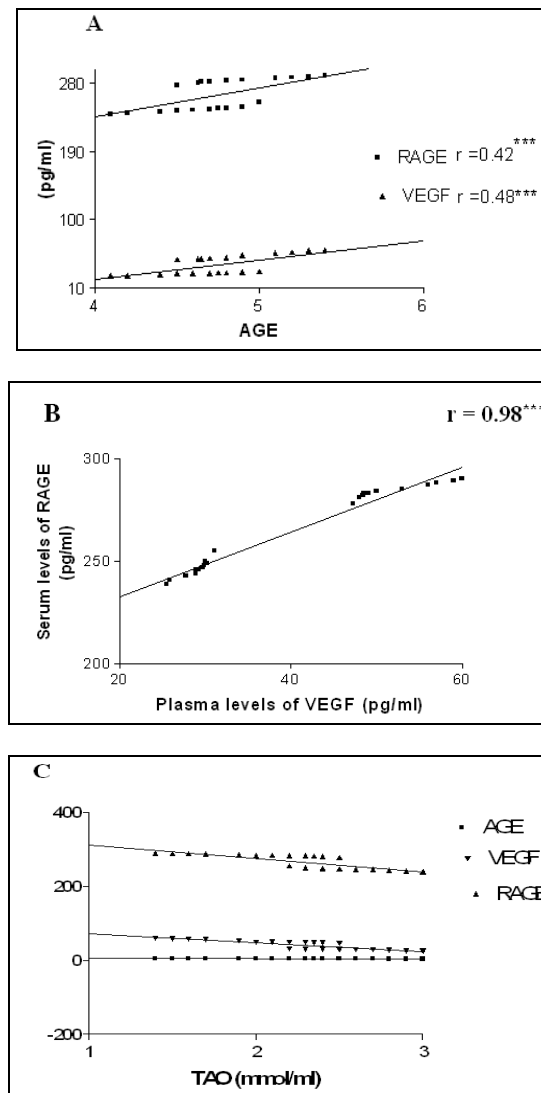 A
280
190
100
10
(pg/ml)
RAGE r =0.42***
VEGF r =0.48***
4 5 6
AGE
B
r = 0.98***
300
250
200
Serum levels of RAGE
(pg/ml)
20 40 60
Plasma levels of VEGF (pg/ml)
C
400
200
0
-200
AGE
VEGF
RAGE
1 2 3
TAO (mmol/ml)